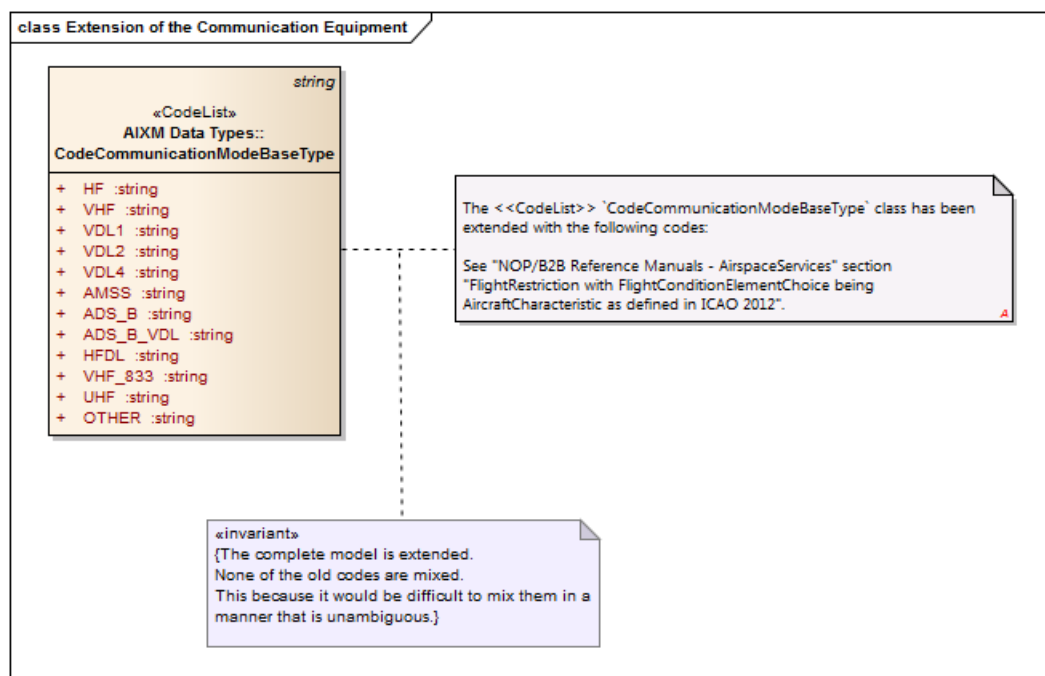 class Extension of the Communication Equipment
string
«CodeList»
AIXM Data Types::
CodeCommunicationModeBaseType
+ HF :string
+ VHF :string
+ VDL1 :string
+ VDL2 :string
+ VDL4 :string
+ AMSS :string
+ ADS_B :string
+ ADS_B_VDL :string
+ HFDL :string
+ VHF_833 :string
+ UHF :string
+ OTHER :string
The <<CodeList>> `CodeCommunicationModeBaseType` class has been
extended with the following codes:
See "NOP/B2B Reference Manuals - AirspaceServices" section
"FlightRestriction with FlightConditionElementChoice being
AircraftCharacteristic as defined in ICAO 2012".
A
«invariant»
{The complete model is extended.
None of the old codes are mixed.
This because it would be difficult to mix them in a
manner that is unambiguous.}